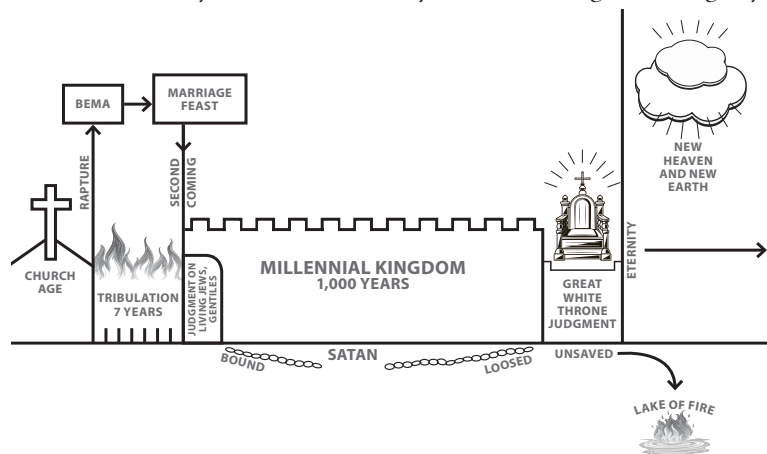 BEMA
MARRIAGE
FEAST
RAPTURE
SECOND
COMING
CHURCH
AGE
TRIBULATION
7 YEARS
JUDGMENT ON
LIVING JEWS,
GENTILES
MILLENNIAL KINGDOM
1,000 YEARS
BOUND
SATAN
LOOSED
GREAT
WHITE
THRONE
JUDGMENT
UNSAVED
ETERNITY
NEW
HEAVEN
AND NEW
EARTH
LAKE OF FIRE